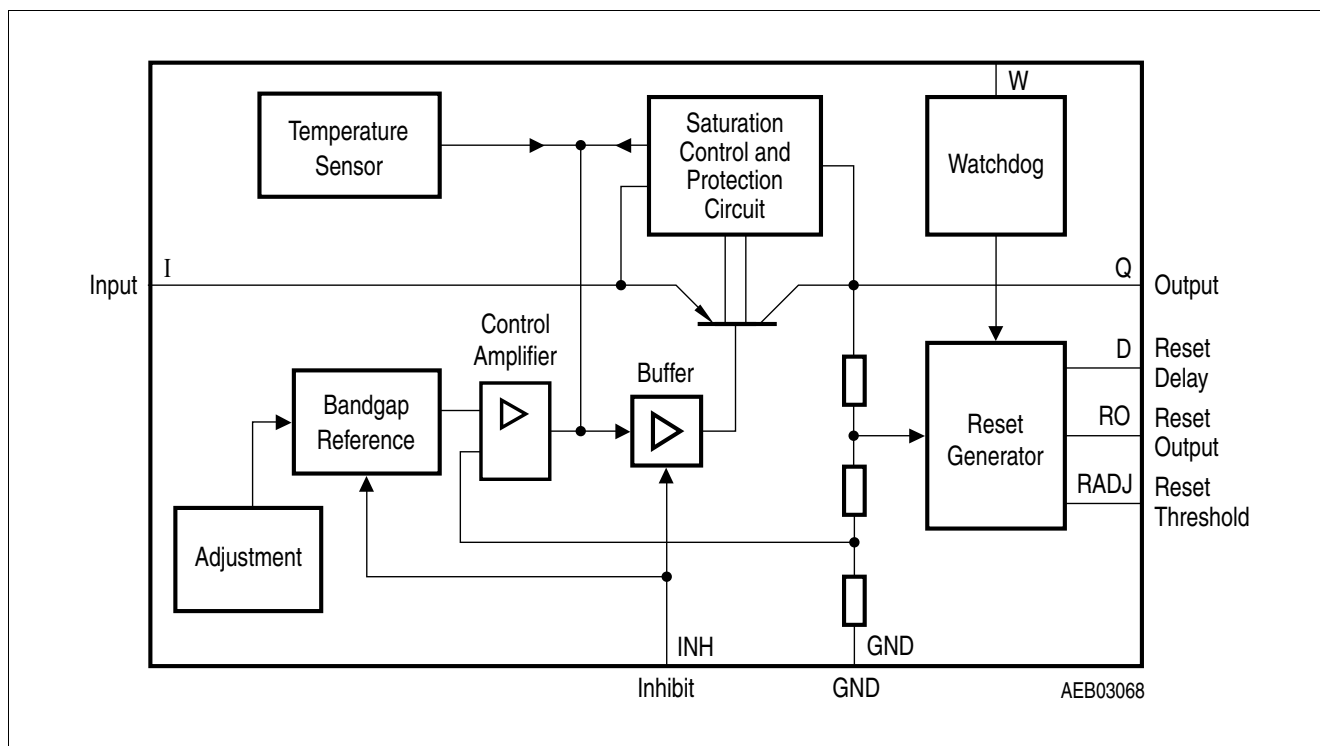 W
Temperature
Sensor
Saturation
Control and
Protection
Circuit
Watchdog
Input
I
Q
Output
Control
Amplifier
Buffer
Bandgap
Reference
Reset
Generator
D
Reset
Delay
RO
Reset
Output
RADJ
Reset
Threshold
Adjustment
INH
GND
Inhibit
GND
AEB03068